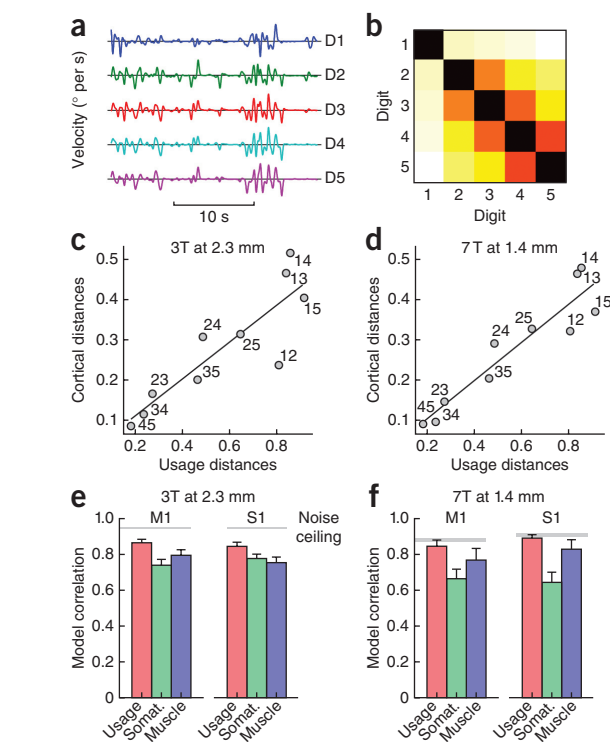 a
Velocity (° per s)
D1
D2
D3
D4
D5
10 s
b
Digit
1
2
3
4
5
1 2 3 4 5
Digit
c
3T at 2.3 mm
Cortical distances
0.5
0.4
0.3
0.2
0.1
14
13
15
24
25
12
35
23
34
45
0.2 0.4 0.6 0.8
Usage distances
d
7 T at 1.4 mm
Cortical distances
0.5
0.4
0.3
0.2
0.1
14
13
15
25
24
12
35
23
45
34
0.2 0.4 0.6 0.8
Usage distances
e
3T at 2.3 mm
M1 S1
Noise
ceiling
Model correlation
1.0
0.8
0.6
0.4
0.2
0
Usage Somat. Muscle Usage Somat. Muscle
f
7T at 1.4 mm
M1 S1
Model correlation
1.0
0.8
0.6
0.4
0.2
0
Usage Somat. Muscle Usage Somat. Muscle